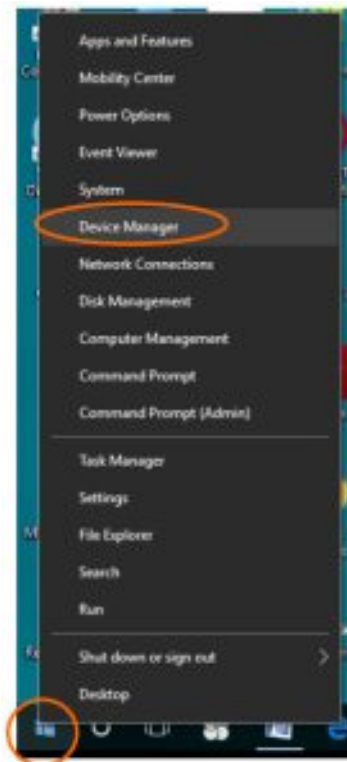 Apps and Features
Mobility Center
Power Options
Event Viewer
System
Device Manager
Network Connections
Disk Management
Computer Management
Command Prompt
Command Prompt (Admin)
Task Manager
Settings
File Explorer
Search
Run
Shut down or sign out
Desktop